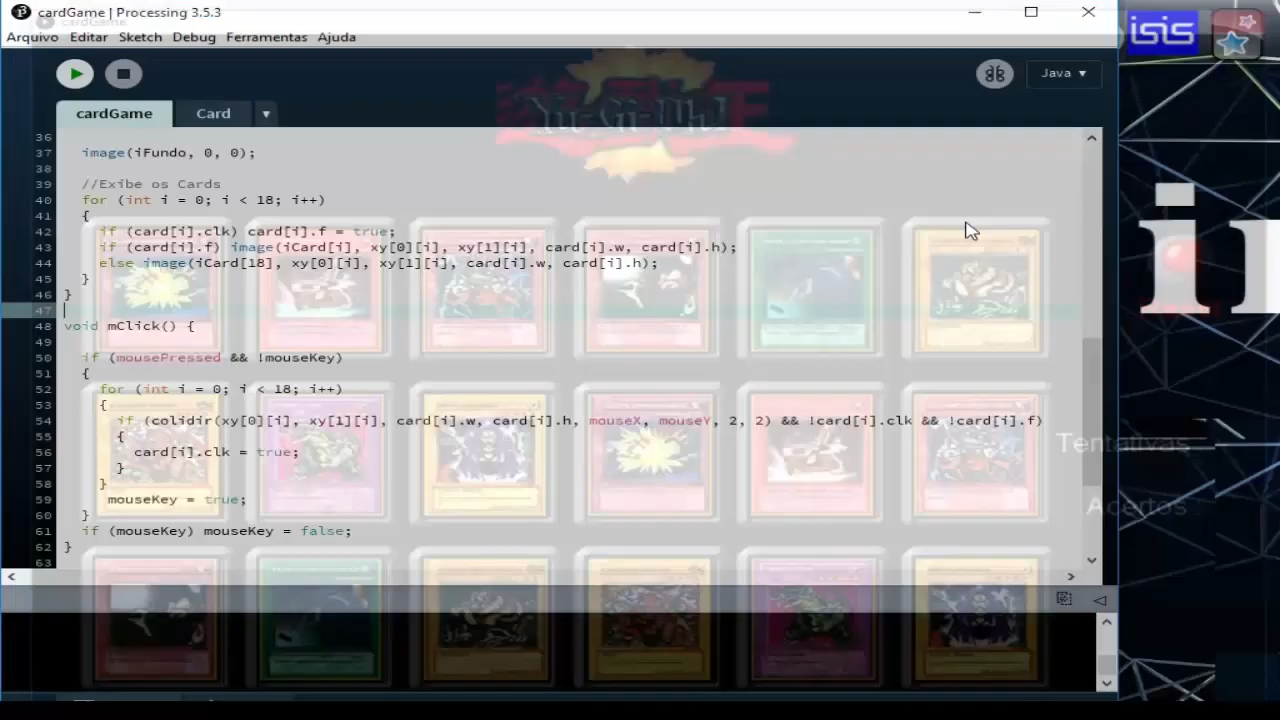 cardGame | Processing 3.5.3
cardGame
isis
Arquivo Editar Sketch Debug Ferramentas Ajuda
Java ▾
Yu-Gi-Oh!
cardGame Card ▾
36
37 image(iFundo, 0, 0);
38
39 //Exibe os Cards
40 for (int i = 0; i < 18; i++)
41 {
42 if (card[i].clk) card[i].f = true;
43 if (card[i].f) image(iCard[i], xy[0][i], xy[1][i], card[i].w, card[i].h);
44 else image(iCard[18], xy[0][i], xy[1][i], card[i].w, card[i].h);
45 }
46 }
47
48 void mClick() {
49
50 if (mousePressed && !mouseKey)
51 {
52 for (int i = 0; i < 18; i++)
53 {
54 if (colidir(xy[0][i], xy[1][i], card[i].w, card[i].h, mouseX, mouseY, 2, 2) && !card[i].clk && !card[i].f)
55 {
56 card[i].clk = true;
57 }
58 }
59 mouseKey = true;
60 }
61 if (mouseKey) mouseKey = false;
62 }
63
Tentativas
Acertos